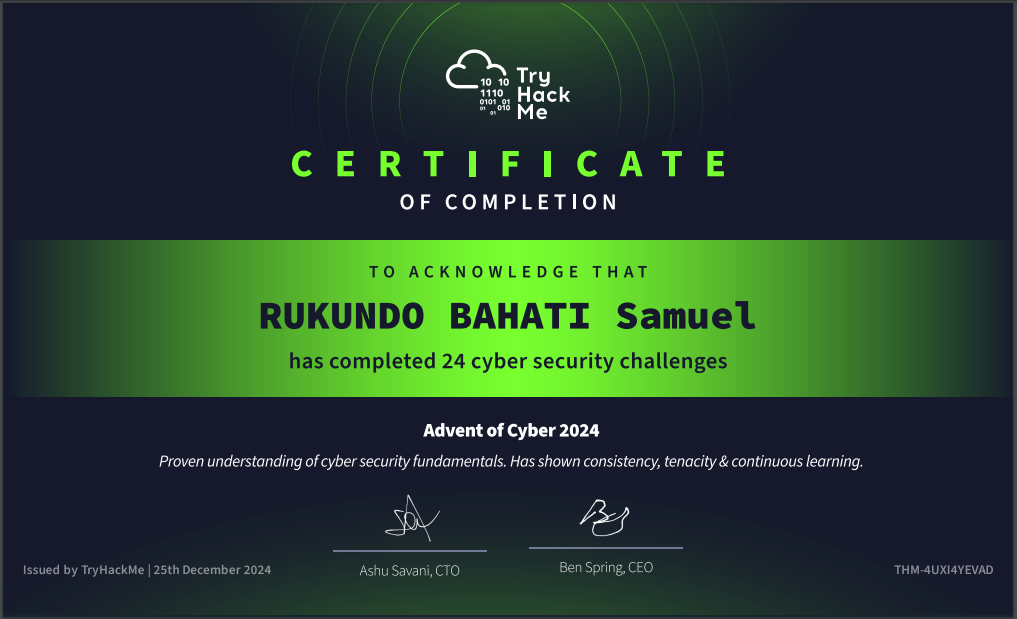 10 10
1110
0101 01
01 010
01
Try
Hack
Me
CERTIFICATE
OF COMPLETION
TO ACKNOWLEDGE THAT
RUKUNDO BAHATI Samuel
has completed 24 cyber security challenges
Advent of Cyber 2024
Proven understanding of cyber security fundamentals. Has shown consistency, tenacity & continuous learning.
Ashu Savani, CTO
Ben Spring, CEO
Issued by TryHackMe | 25th December 2024
THM-4UXI4YEVAD